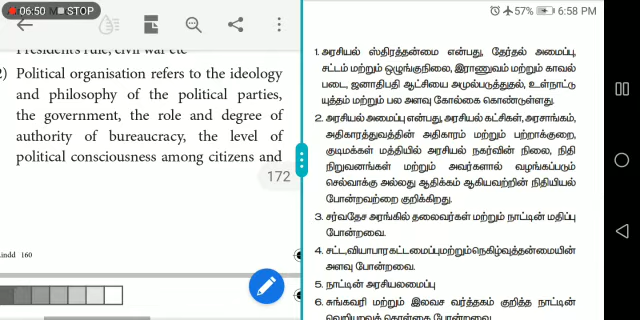 06:50 STOP
57% 6:58 PM
President's rule, civil war etc
2) Political organisation refers to the ideology
and philosophy of the political parties,
the government, the role and degree of
authority of bureaucracy, the level of
political consciousness among citizens and
172
.indd 160
1. அரசியல் ஸ்திரத்தன்மை என்பது, தேர்தல் அமைப்பு,
சட்டம் மற்றும் ஒழுங்குநிலை, இராணுவம் மற்றும் காவல்
படை, ஜனாதிபதி ஆட்சியை அமுல்படுத்துதல், உள்நாட்டு
யுத்தம் மற்றும் பல அளவு கோல்கை கொண்டுள்ளது.
2. அரசியல் அமைப்பு என்பது, அரசியல் கட்சிகள், அரசாங்கம்,
அதிகாரத்துவத்தின் அதிகாரம் மற்றும் பற்றாக்குறை,
குடிமக்கள் மத்தியில் அரசியல் நகர்வின் நிலை, நிதி
நிறுவனங்கள் மற்றும் அவர்களால் வழங்கப்படும்
செல்வாக்கு அல்லது ஆதிக்கம் ஆகியவற்றின் நிதியியல்
போன்றவற்றை குறிக்கிறது.
3. சர்வதேச அரங்கில் தலைவர்கள் மற்றும் நாட்டின் மதிப்பு
போன்றவை.
4. சட்ட,வியாபார கட்டமைப்பு மற்றும் நெகிழ்வுத்தன்மையின்
அளவு போன்றவை.
5. நாட்டின் அரசியலமைப்பு
6. சுங்கவரி மற்றும் இலவச வர்த்தகம் குறித்த நாட்டின்
வெளியுறவுக் கொள்கை போன்றவை